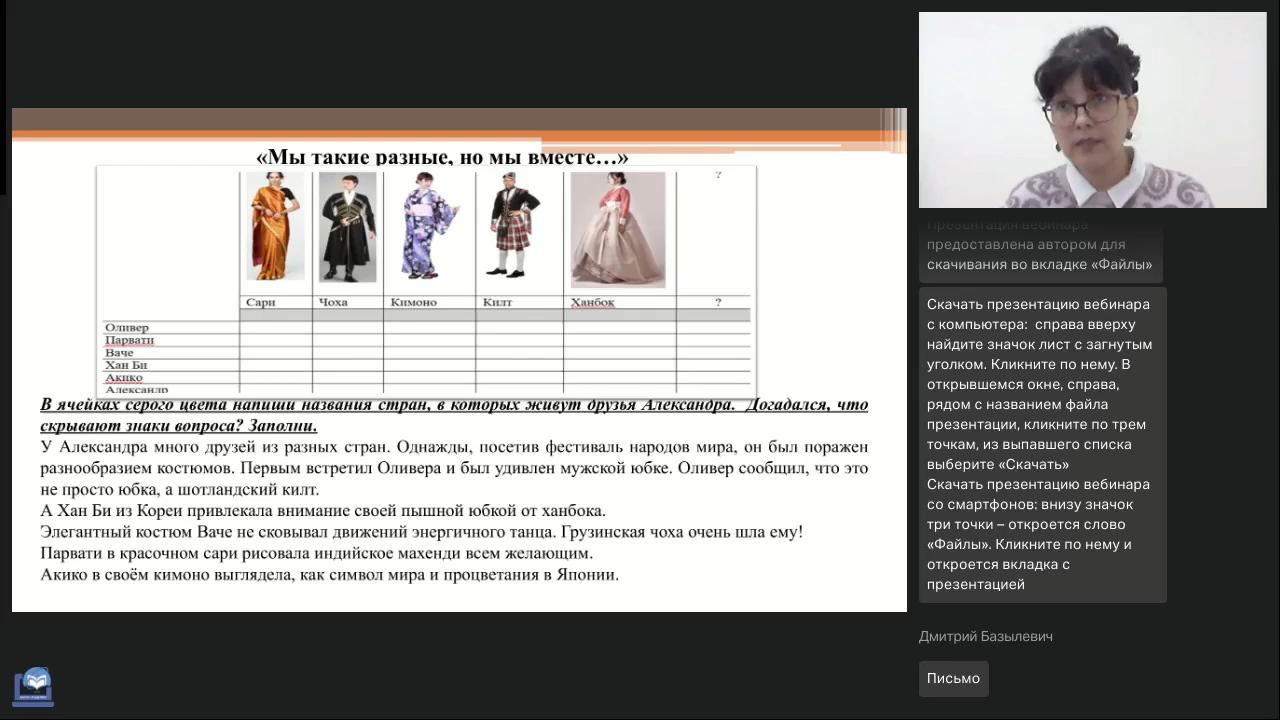 «Мы такие разные, но мы вместе…»
?
Сари Чоха Кимоно Килт Ханбок ?
Оливер
Парвати
Ваче
Хан Би
Акико
Александр
В ячейках серого цвета напиши названия стран, в которых живут друзья Александра. Догадался, что
скрывают знаки вопроса? Заполни.
У Александра много друзей из разных стран. Однажды, посетив фестиваль народов мира, он был поражен
разнообразием костюмов. Первым встретил Оливера и был удивлен мужской юбке. Оливер сообщил, что это
не просто юбка, а шотландский килт.
А Хан Би из Кореи привлекала внимание своей пышной юбкой от ханбока.
Элегантный костюм Ваче не сковывал движений энергичного танца. Грузинская чоха очень шла ему!
Парвати в красочном сари рисовала индийское махенди всем желающим.
Акико в своём кимоно выглядела, как символ мира и процветания в Японии.
Презентация вебинара
предоставлена автором для
скачивания во вкладке «Файлы»
Скачать презентацию вебинара
с компьютера: справа вверху
найдите значок лист с загнутым
уголком. Кликните по нему. В
открывшемся окне, справа,
рядом с названием файла
презентации, кликните по трем
точкам, из выпавшего списка
выберите «Скачать»
Скачать презентацию вебинара
со смартфонов: внизу значок
три точки – откроется слово
«Файлы». Кликните по нему и
откроется вкладка с
презентацией
Дмитрий Базылевич
Письмо